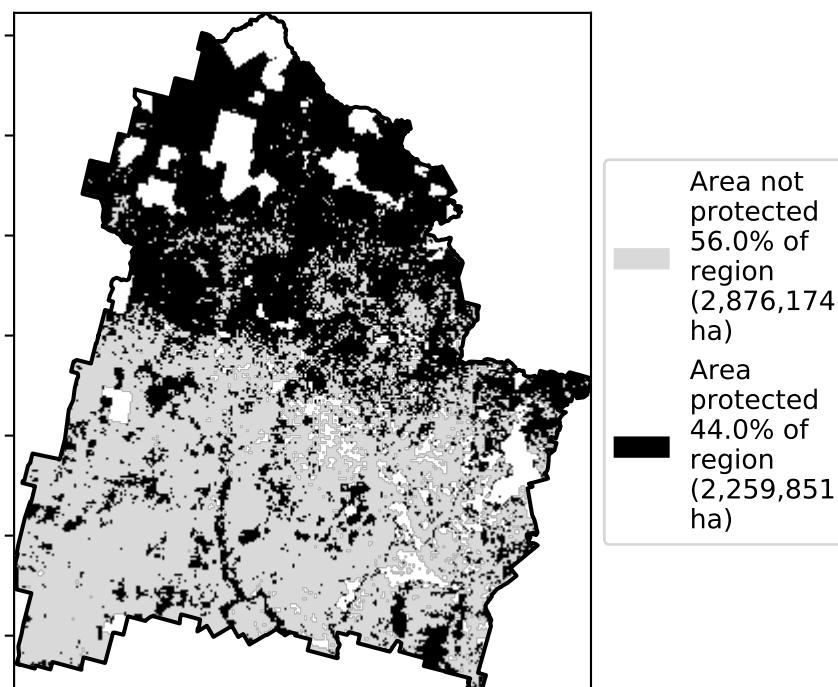 Area not
protected
56.0% of
region
(2,876,174
ha)
Area
protected
44.0% of
region
(2,259,851
ha)